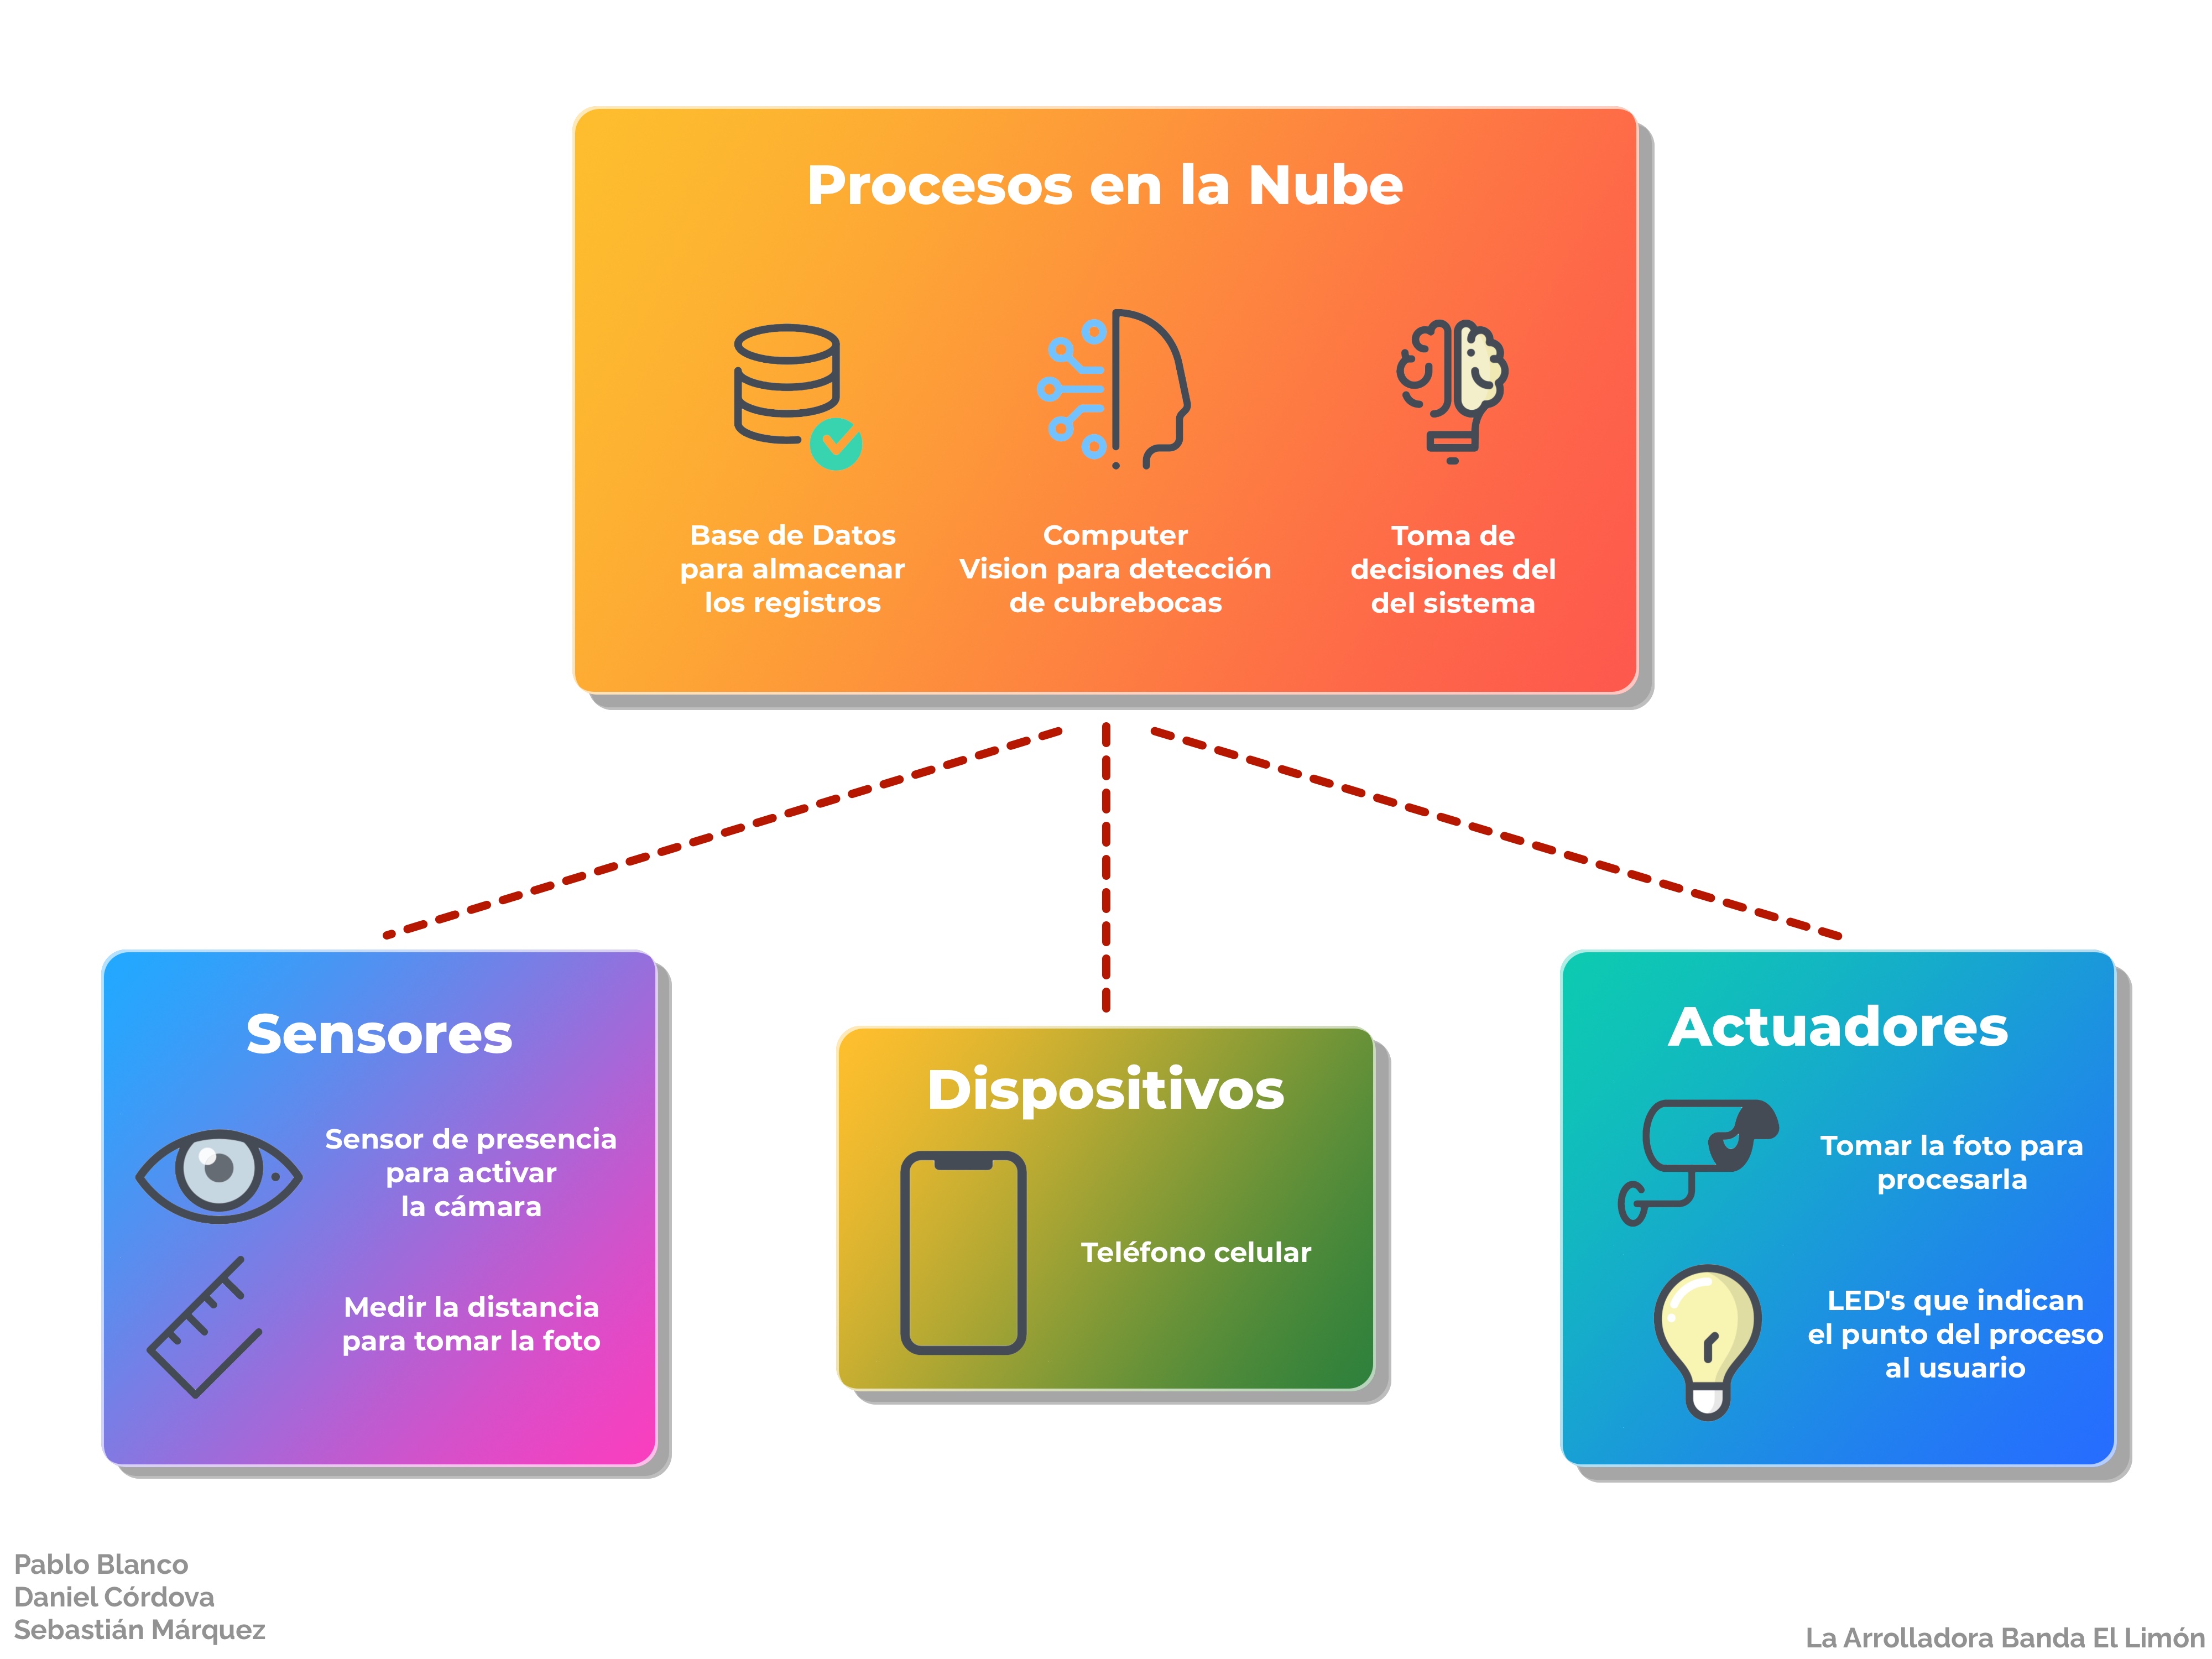 Procesos en la Nube
Base de Datos
para almacenar
los registros
Computer
Vision para detección
de cubrebocas
Toma de
decisiones del
del sistema
Sensores
Sensor de presencia
para activar
la cámara
Medir la distancia
para tomar la foto
Dispositivos
Teléfono celular
Actuadores
Tomar la foto para
procesarla
LED's que indican
el punto del proceso
al usuario
Pablo Blanco
Daniel Córdova
Sebastián Márquez
La Arrolladora Banda El Limón